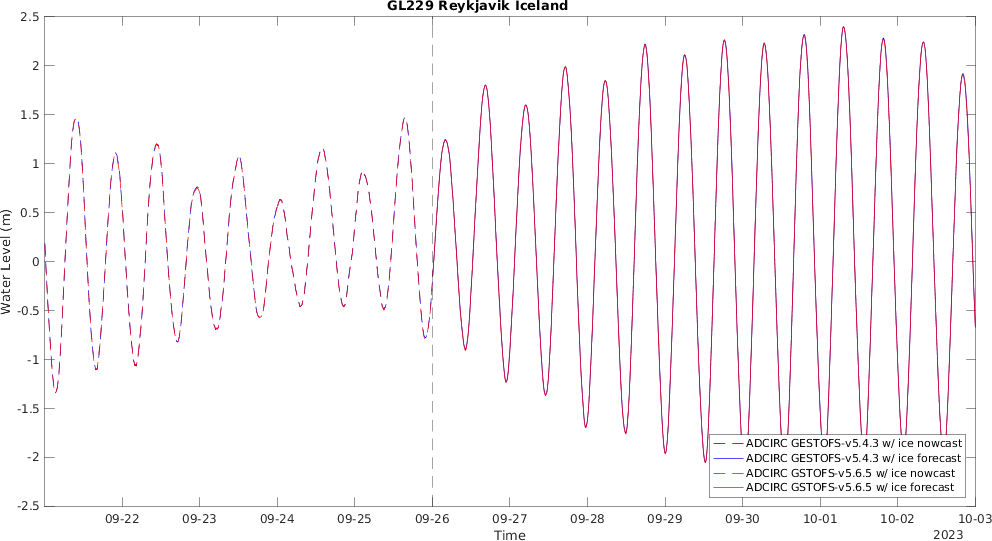 GL229 Reykjavik Iceland
Water Level (m)
2.5
2
1.5
1
0.5
0
-0.5
-1
-1.5
-2
-2.5
ADCIRC GESTOFS-v5.4.3 w/ ice nowcast
ADCIRC GESTOFS-v5.4.3 w/ ice forecast
ADCIRC GSTOFS-v5.6.5 w/ ice nowcast
ADCIRC GSTOFS-v5.6.5 w/ ice forecast
09-22 09-23 09-24 09-25 09-26 09-27 09-28 09-29 09-30 10-01 10-02 10-03
Time
2023